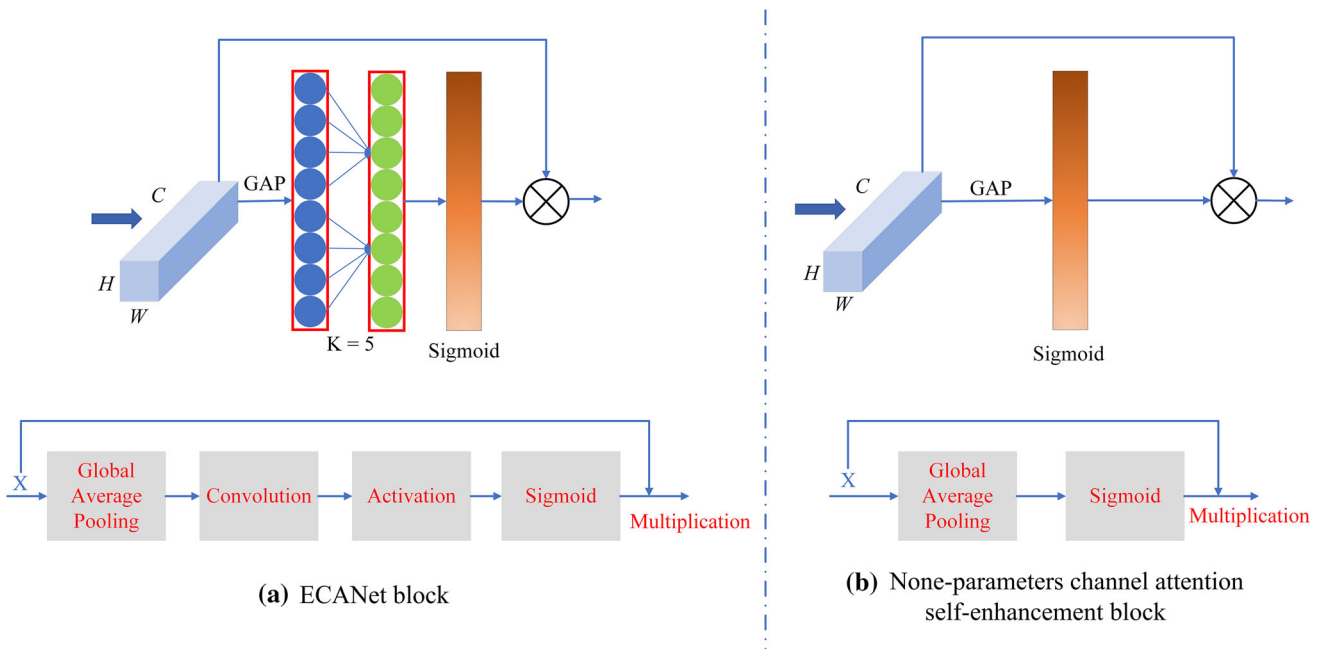 C
GAP
H
W
K = 5
Sigmoid
X
Global
Average
Pooling
Convolution
Activation
Sigmoid
Multiplication
(a) ECANet block
C
GAP
H
W
Sigmoid
X
Global
Average
Pooling
Sigmoid
Multiplication
(b) None-parameters channel attention
self-enhancement block